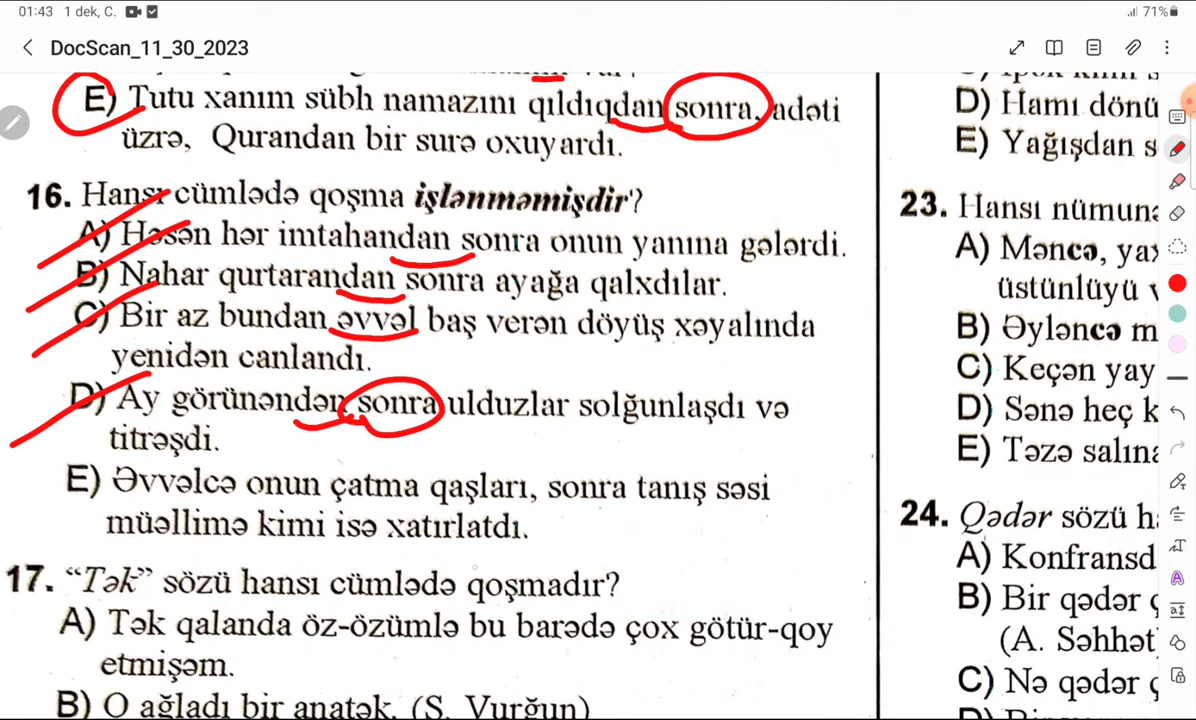 01:43 1 dek, C.
71%
DocScan_11_30_2023
E) Tutu xanım sübh namazını qıldıqdan sonra, adəti
üzrə, Qurandan bir surə oxuyardı.
16. Hansı cümlədə qoşma işlənməmişdir?
A) Həsən hər imtahandan sonra onun yanına gələrdi.
B) Nahar qurtarandan sonra ayağa qalxdılar.
C) Bir az bundan əvvəl baş verən döyüş xəyalında
yenidən canlandı.
D) Ay görünəndən sonra ulduzlar solğunlaşdı və
titrəşdi.
E) Əvvəlcə onun çatma qaşları, sonra tanış səsi
müəllimə kimi isə xatırlatdı.
17. “Tək” sözü hansı cümlədə qoşmadır?
A) Tək qalanda öz-özümlə bu barədə çox götür-qoy
etmişəm.
B) O ağladı bir anatək. (S. Vurğun)
D) Hamı dönü
E) Yağışdan s
23. Hansı nümunə
A) Məncə, yax
üstünlüyü
B) Əyləncə m
C) Keçən yay
D) Sənə heç k
E) Təzə salına
24. Qədər sözü h
A) Konfransd
B) Bir qədər
(A. Səhhət
C) Nə qədər